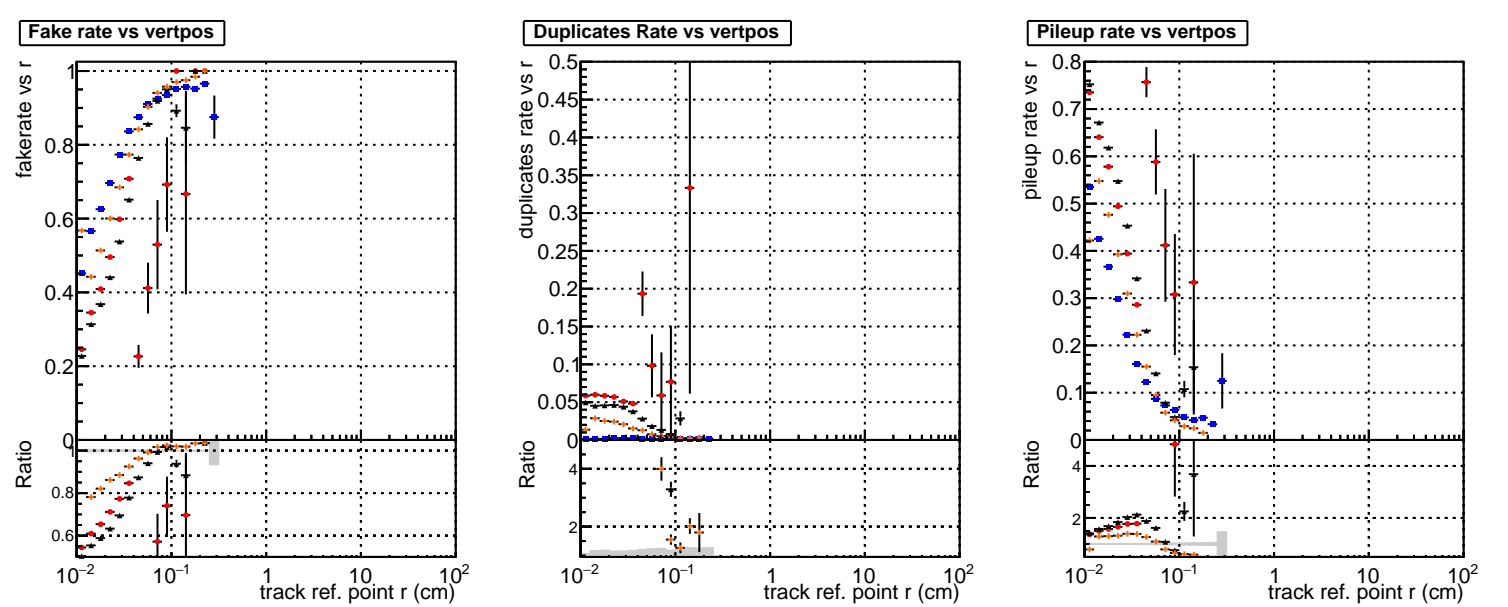 Fake rate vs vertpos
fakerate vs r
1
0.8
0.6
0.4
0.2
0
Ratio
1
0.8
0.6
10⁻² 10⁻¹ 1 10 10²
track ref. point r (cm)
Duplicates Rate vs vertpos
duplicates rate vs r
0.5
0.45
0.4
0.35
0.3
0.25
0.2
0.15
0.1
0.05
0
Ratio
4
2
10⁻² 10⁻¹ 1 10 10²
track ref. point r (cm)
Pileup rate vs vertpos
pileup rate vs r
0.8
0.7
0.6
0.5
0.4
0.3
0.2
0.1
0
Ratio
4
2
10⁻² 10⁻¹ 1 10 10²
track ref. point r (cm)